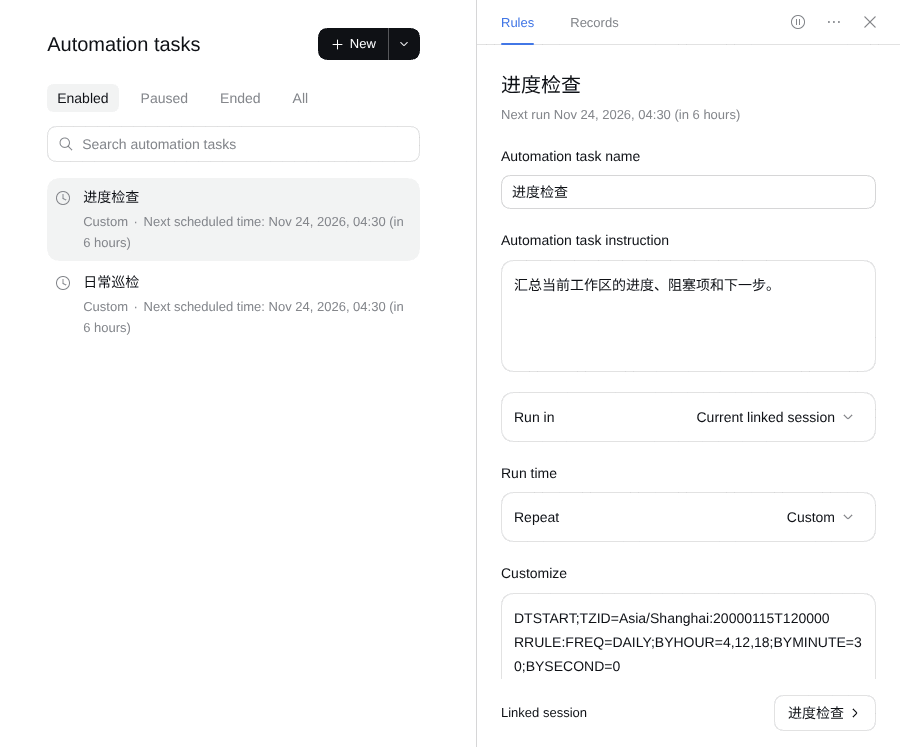 Automation tasks
New
Enabled
Paused
Ended
All
Search automation tasks
进度检查
Custom · Next scheduled time: Nov 24, 2026, 04:30 (in
6 hours)
日常巡检
Custom · Next scheduled time: Nov 24, 2026, 04:30 (in
6 hours)
Rules
Records
进度检查
Next run Nov 24, 2026, 04:30 (in 6 hours)
Automation task name
进度检查
Automation task instruction
汇总当前工作区的进度、阻塞项和下一步。
Run in
Current linked session
Run time
Repeat
Custom
Customize
DTSTART;TZID=Asia/Shanghai:20000115T120000
RRULE:FREQ=DAILY;BYHOUR=4,12,18;BYMINUTE=3
0;BYSECOND=0
Linked session
进度检查